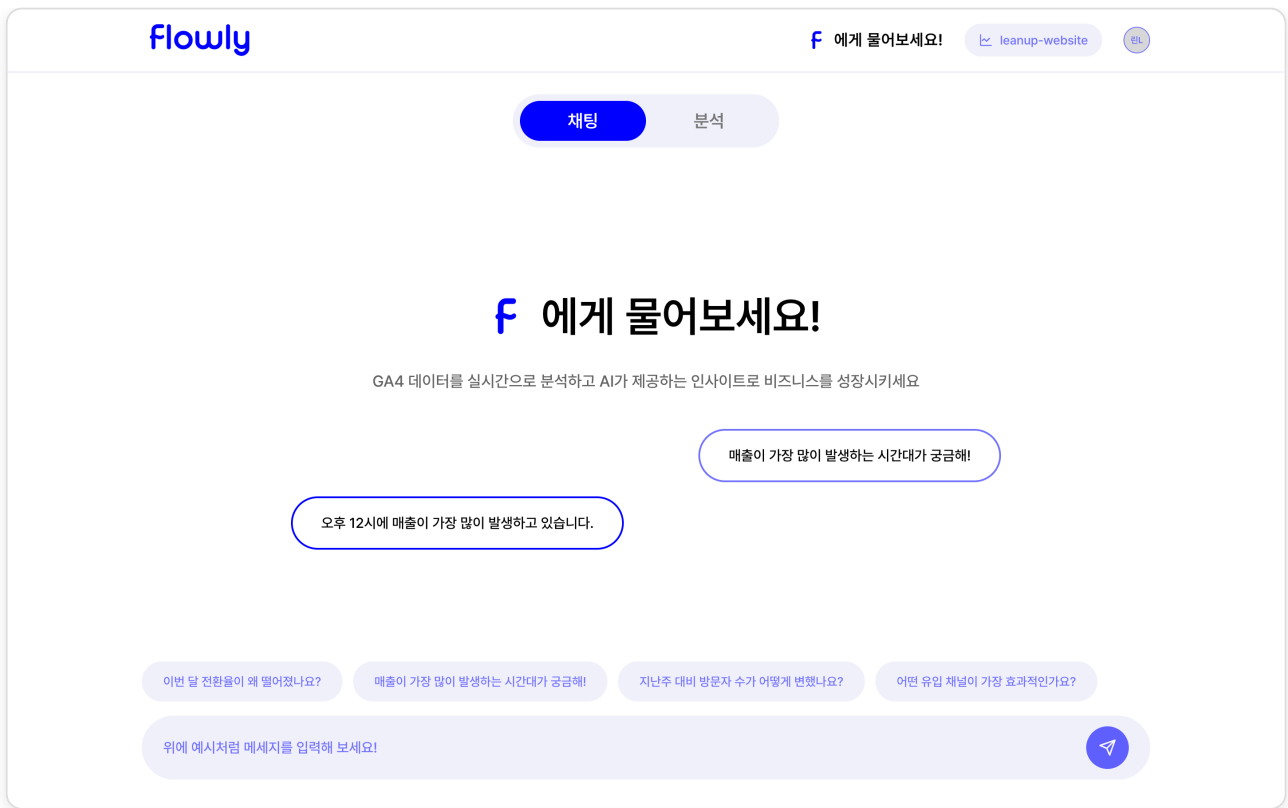 flowly
f 에게 물어보세요!
leanup-website
린L
채팅
분석
f 에게 물어보세요!
GA4 데이터를 실시간으로 분석하고 AI가 제공하는 인사이트로 비즈니스를 성장시키세요
매출이 가장 많이 발생하는 시간대가 궁금해!
오후 12시에 매출이 가장 많이 발생하고 있습니다.
이번 달 전환율이 왜 떨어졌나요?
매출이 가장 많이 발생하는 시간대가 궁금해!
지난주 대비 방문자 수가 어떻게 변했나요?
어떤 유입 채널이 가장 효과적인가요?
위에 예시처럼 메세지를 입력해 보세요!